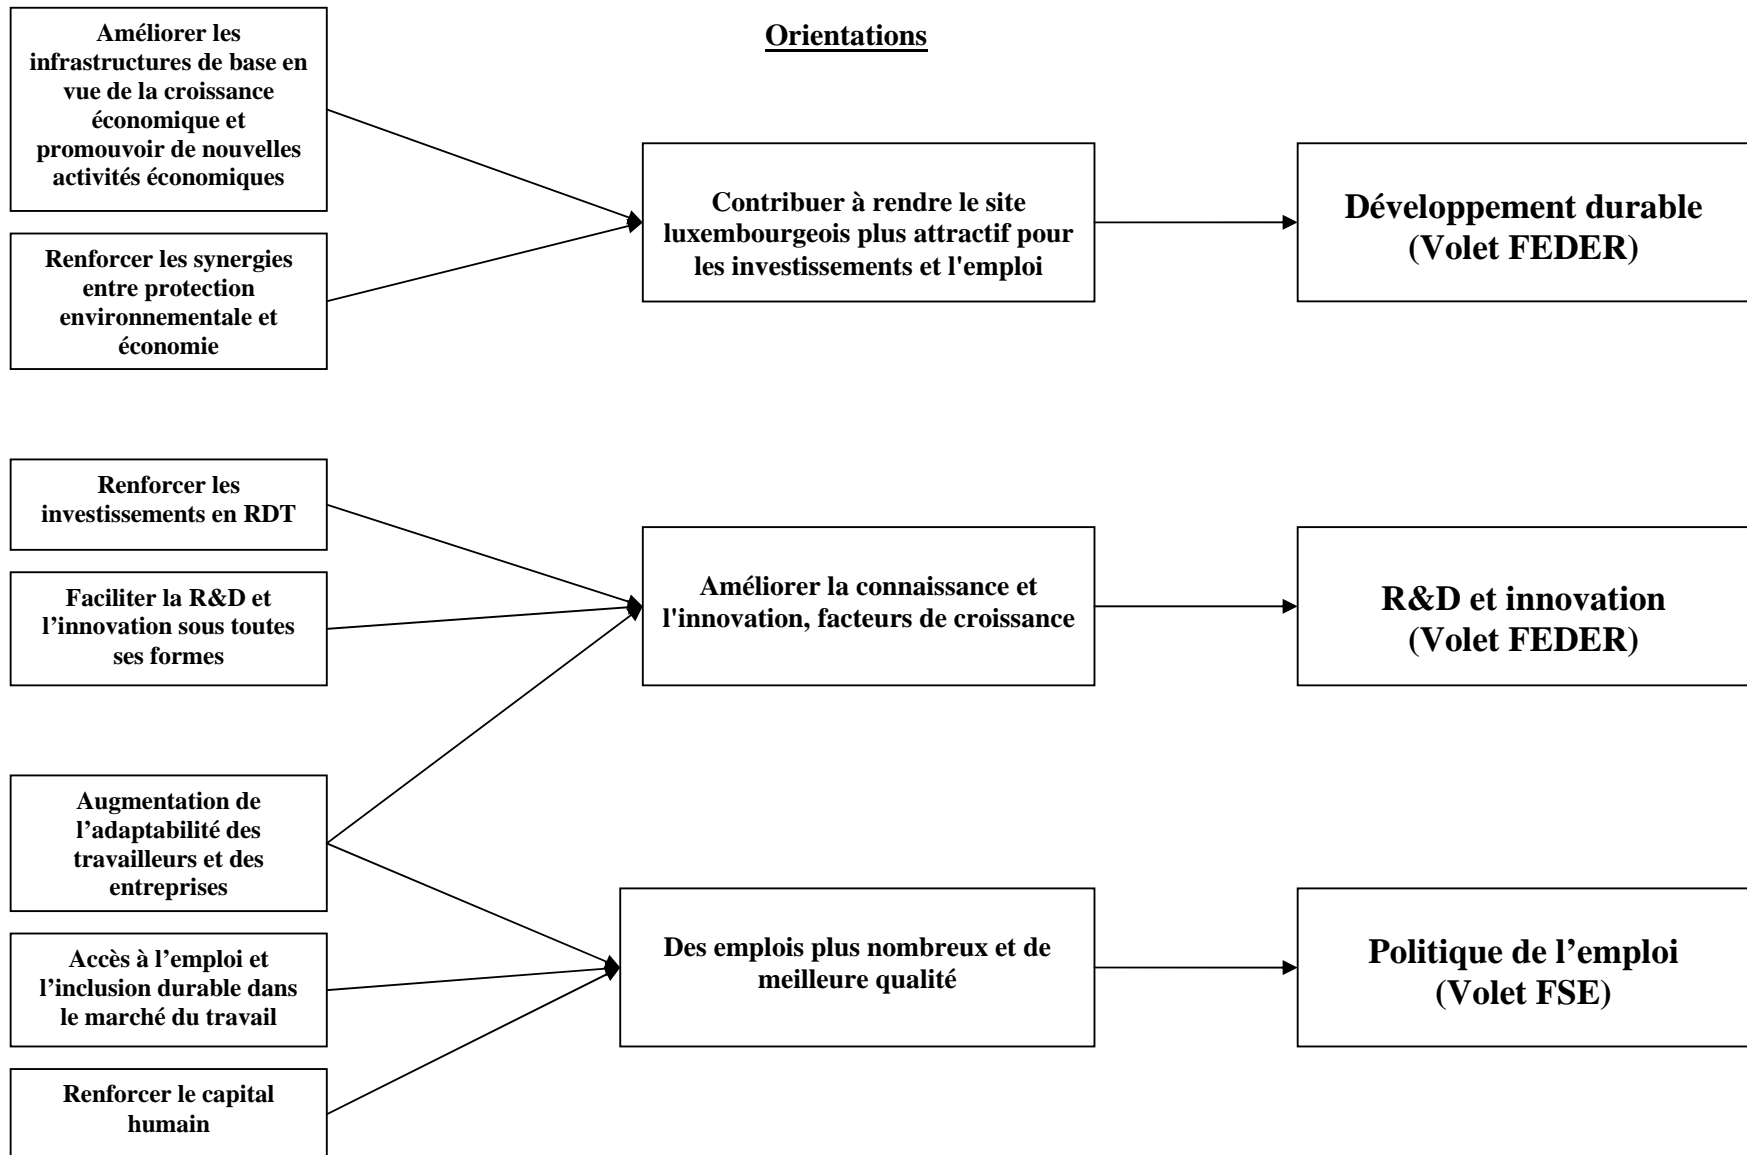 Orientations
Améliorer les
infrastructures de base en
vue de la croissance
économique et
promouvoir de nouvelles
activités économiques
Renforcer les synergies
entre protection
environnementale et
économie
Contribuer à rendre le site
luxembourgeois plus attractif pour
les investissements et l'emploi
Développement durable
(Volet FEDER)
Renforcer les
investissements en RDT
Faciliter la R&D et
l’innovation sous toutes
ses formes
Améliorer la connaissance et
l'innovation, facteurs de croissance
R&D et innovation
(Volet FEDER)
Augmentation de
l’adaptabilité des
travailleurs et des
entreprises
Accès à l’emploi et
l’inclusion durable dans
le marché du travail
Renforcer le capital
humain
Des emplois plus nombreux et de
meilleure qualité
Politique de l’emploi
(Volet FSE)